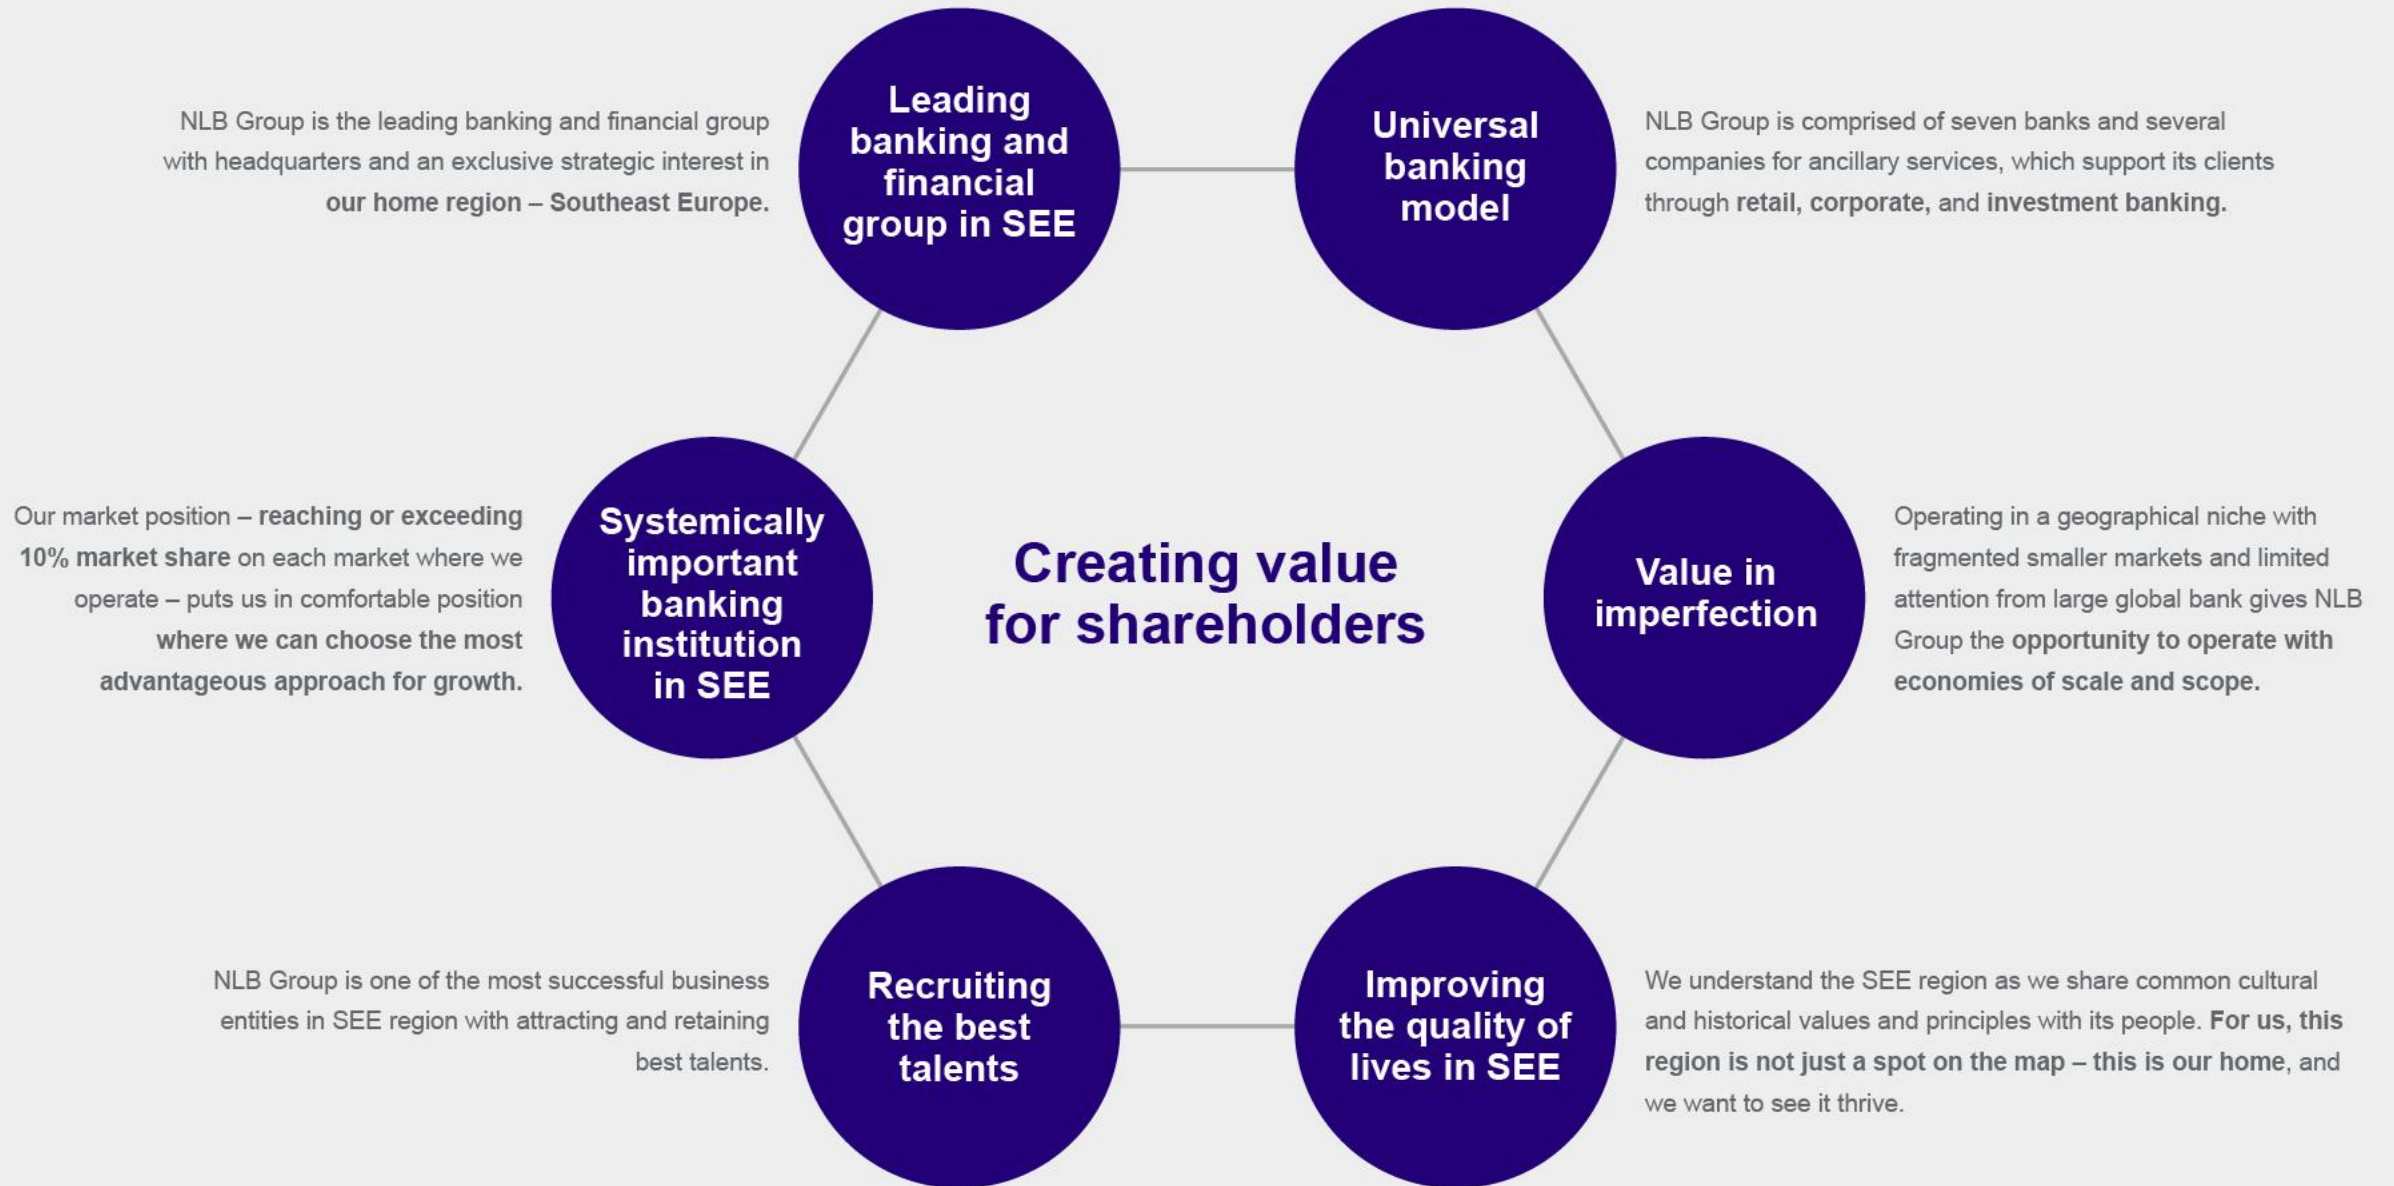 NLB Group is the leading banking and financial group
with headquarters and an exclusive strategic interest in
our home region – Southeast Europe.
Leading
banking and
financial
group in SEE
Universal
banking
model
NLB Group is comprised of seven banks and several
companies for ancillary services, which support its clients
through retail, corporate, and investment banking.
Our market position – reaching or exceeding
10% market share on each market where we
operate – puts us in comfortable position
where we can choose the most
advantageous approach for growth.
Systemically
important
banking
institution
in SEE
Creating value
for shareholders
Value in
imperfection
Operating in a geographical niche with
fragmented smaller markets and limited
attention from large global bank gives NLB
Group the opportunity to operate with
economies of scale and scope.
NLB Group is one of the most successful business
entities in SEE region with attracting and retaining
best talents.
Recruiting
the best
talents
Improving
the quality of
lives in SEE
We understand the SEE region as we share common cultural
and historical values and principles with its people. For us, this
region is not just a spot on the map – this is our home, and
we want to see it thrive.